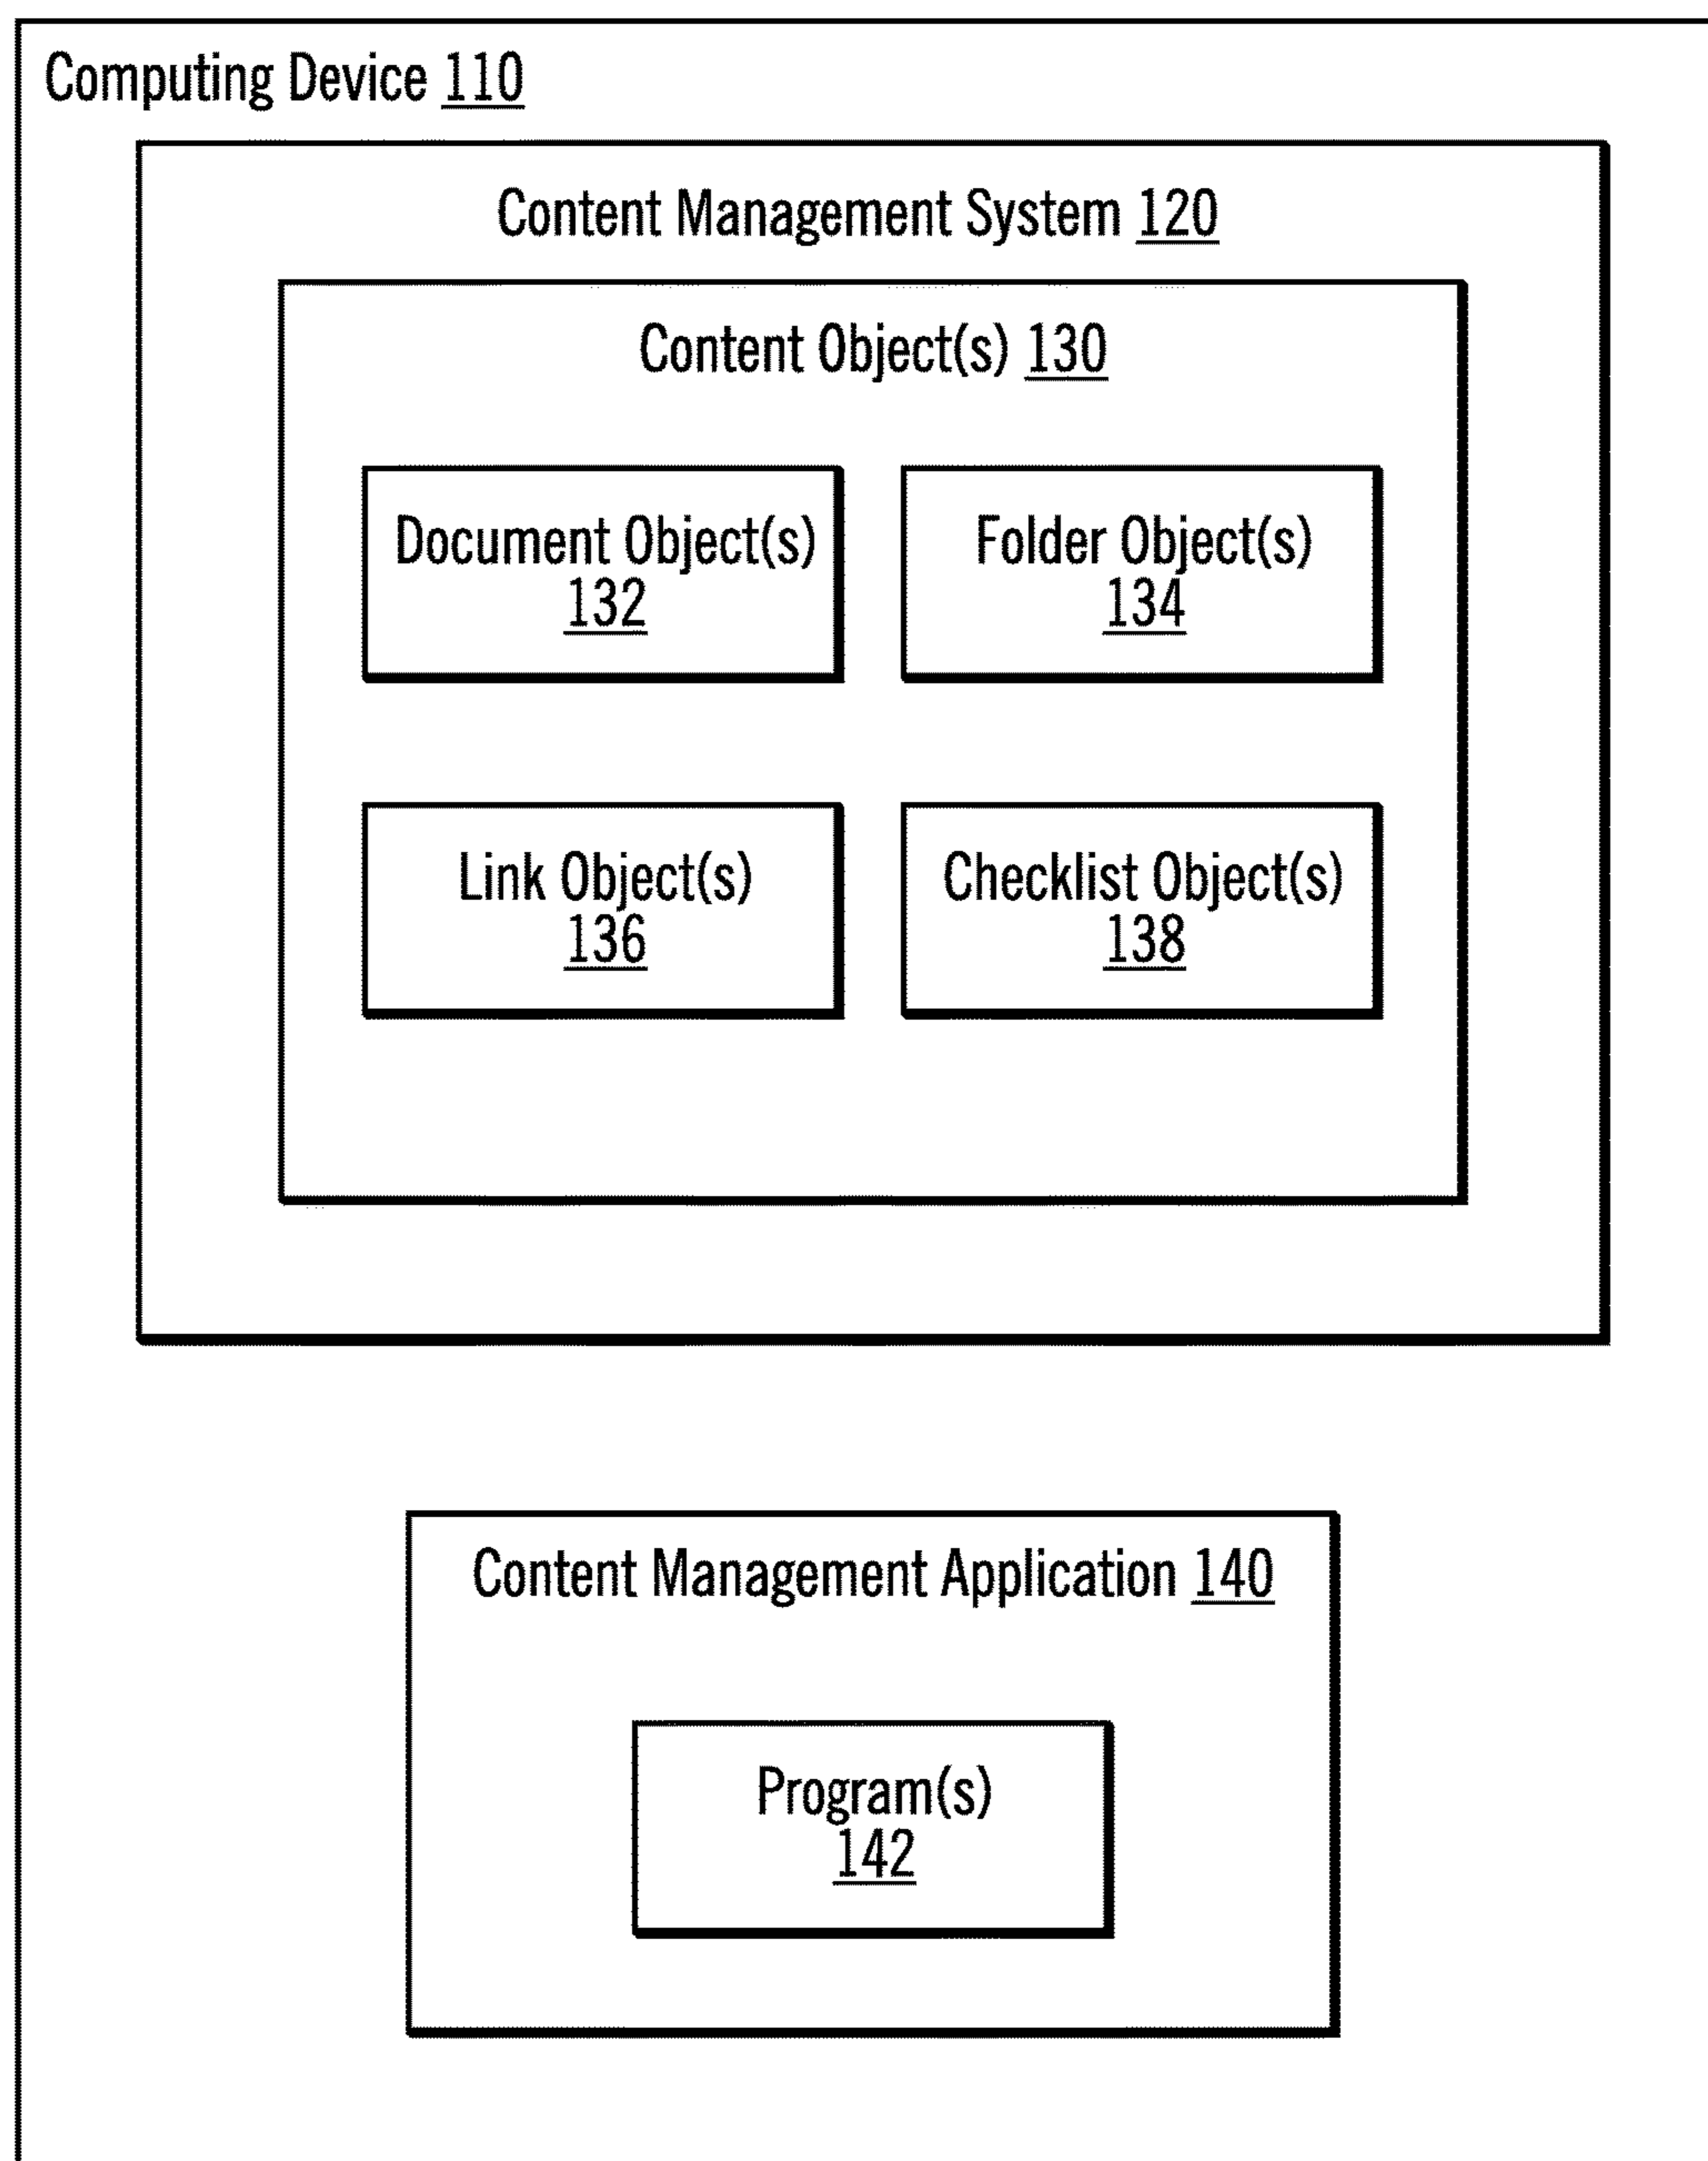 Computing Device 110
Content Management System 120
Content Object(s) 130
Document Object(s)
132
Folder Object(s)
134
Link Object(s)
136
Checklist Object(s)
138
Content Management Application 140
Program(s)
142